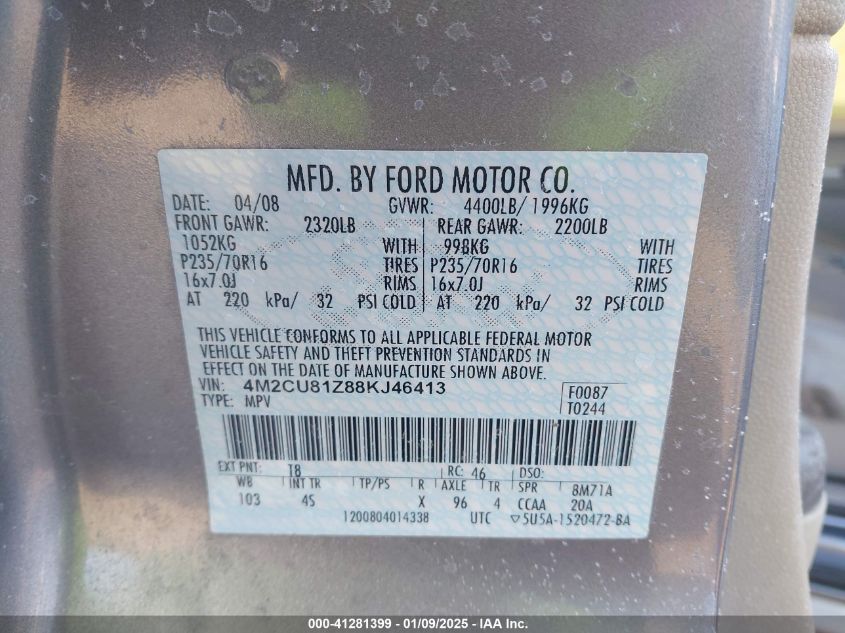 MFD. BY FORD MOTOR CO.
DATE: 04/08 GVWR: 4400LB/ 1996KG
FRONT GAWR: 2320LB REAR GAWR: 2200LB
1052KG WITH 998KG WITH
P235/70R16 TIRES P235/70R16 TIRES
16x7.0J RIMS 16x7.0J RIMS
AT 220 kPa/ 32 PSI COLD AT 220 kPa/ 32 PSI COLD
THIS VEHICLE CONFORMS TO ALL APPLICABLE FEDERAL MOTOR
VEHICLE SAFETY AND THEFT PREVENTION STANDARDS IN
EFFECT ON THE DATE OF MANUFACTURE SHOWN ABOVE.
VIN: 4M2CU81Z88KJ46413 F0087
TYPE: MPV T0244
EXT PNT: T8 RC: 46 DSO:
WB INT TR TP/PS R AXLE TR SPR 8M71A
103 4S X 96 4 CCAA 20A
1200804014338 UTC ▽5U5A-1520472-BA
000-41281399 | 01/09/2025 - IAA Inc.